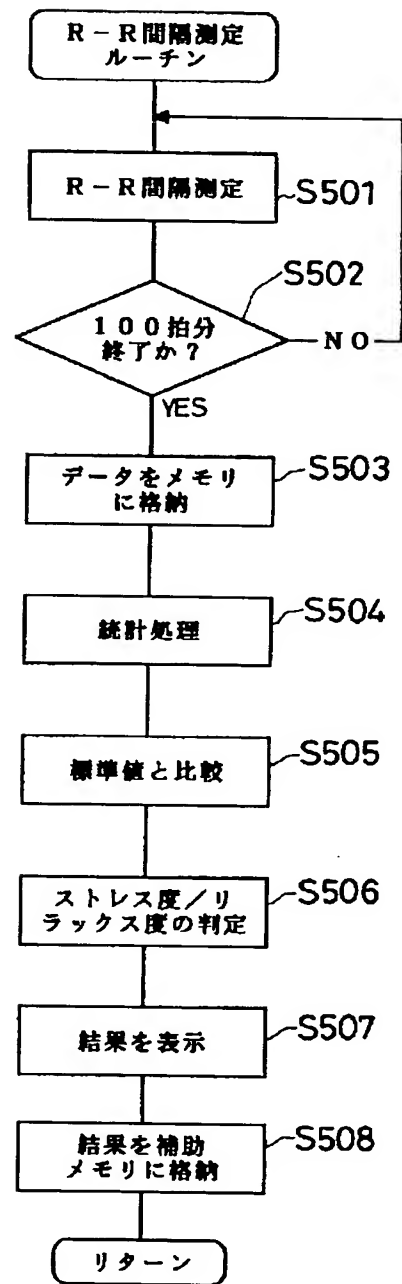 R-R間隔測定
ルーチン
R-R間隔測定
S501
S502
100拍分
終了か?
NO
YES
データをメモリ
に格納
S503
統計処理
S504
標準値と比較
S505
ストレス度/リ
ラックス度の判定
S506
結果を表示
S507
結果を補助
メモリに格納
S508
リターン